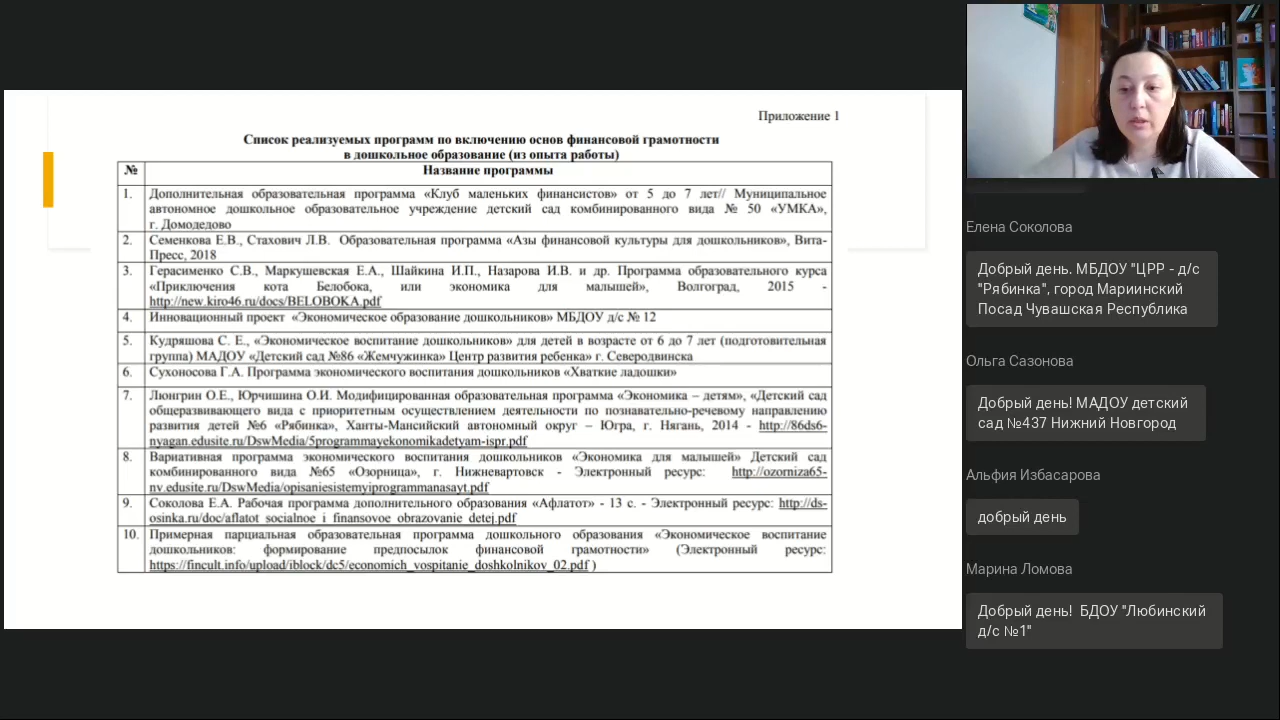 Приложение 1
Список реализуемых программ по включению основ финансовой грамотности
в дошкольное образование (из опыта работы)
№ Название программы
1. Дополнительная образовательная программа «Клуб маленьких финансистов» от 5 до 7 лет// Муниципальное
автономное дошкольное образовательное учреждение детский сад комбинированного вида № 50 «УМКА»,
г. Домодедово
2. Семенкова Е.В., Стахович Л.В. Образовательная программа «Азы финансовой культуры для дошкольников», Вита-
Пресс, 2018
3. Герасименко С.В., Маркушевская Е.А., Шайкина И.П., Назарова И.В. и др. Программа образовательного курса
«Приключения кота Белобока, или экономика для малышей», Волгоград, 2015 -
http://new.kiro46.ru/docs/BELOBOKA.pdf
4. Инновационный проект «Экономическое образование дошкольников» МБДОУ д/с № 12
5. Кудряшова С. Е., «Экономическое воспитание дошкольников» для детей в возрасте от 6 до 7 лет (подготовительная
группа) МАДОУ «Детский сад №86 «Жемчужинка» Центр развития ребенка» г. Северодвинска
6. Сухоносова Г.А. Программа экономического воспитания дошкольников «Хваткие ладошки»
7. Люнгрин О.Е., Юрчишина О.И. Модифицированная образовательная программа «Экономика – детям», «Детский сад
общеразвивающего вида с приоритетным осуществлением деятельности по познавательно-речевому направлению
развития детей №6 «Рябинка», Ханты-Мансийский автономный округ – Югра, г. Нягань, 2014 - http://86ds6-
nyagan.edusite.ru/DswMedia/5programmayekonomikadetyam-ispr.pdf
8. Вариативная программа экономического воспитания дошкольников «Экономика для малышей» Детский сад
комбинированного вида №65 «Озорница», г. Нижневартовск - Электронный ресурс: http://ozorniza65-
nv.edusite.ru/DswMedia/opisaniesistemyiprogrammanasayt.pdf
9. Соколова Е.А. Рабочая программа дополнительного образования «Афлатот» - 13 с. - Электронный ресурс: http://ds-
osinka.ru/doc/aflatot_socialnoe_i_finansovoe_obrazovanie_detej.pdf
10. Примерная парциальная образовательная программа дошкольного образования «Экономическое воспитание
дошкольников: формирование предпосылок финансовой грамотности» (Электронный ресурс:
https://fincult.info/upload/iblock/dc5/economich_vospitanie_doshkolnikov_02.pdf )
Елена Соколова
Добрый день. МБДОУ "ЦРР - д/с
"Рябинка", город Мариинский
Посад Чувашская Республика
Ольга Сазонова
Добрый день! МАДОУ детский
сад №437 Нижний Новгород
Альфия Избасарова
добрый день
Марина Ломова
Добрый день! БДОУ "Любинский
д/с №1"